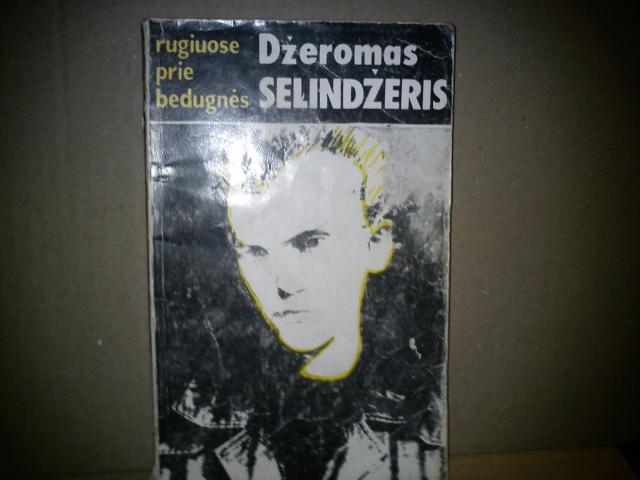 rugiuose
prie
bedugnės
Džeromas
SELINDŽERIS